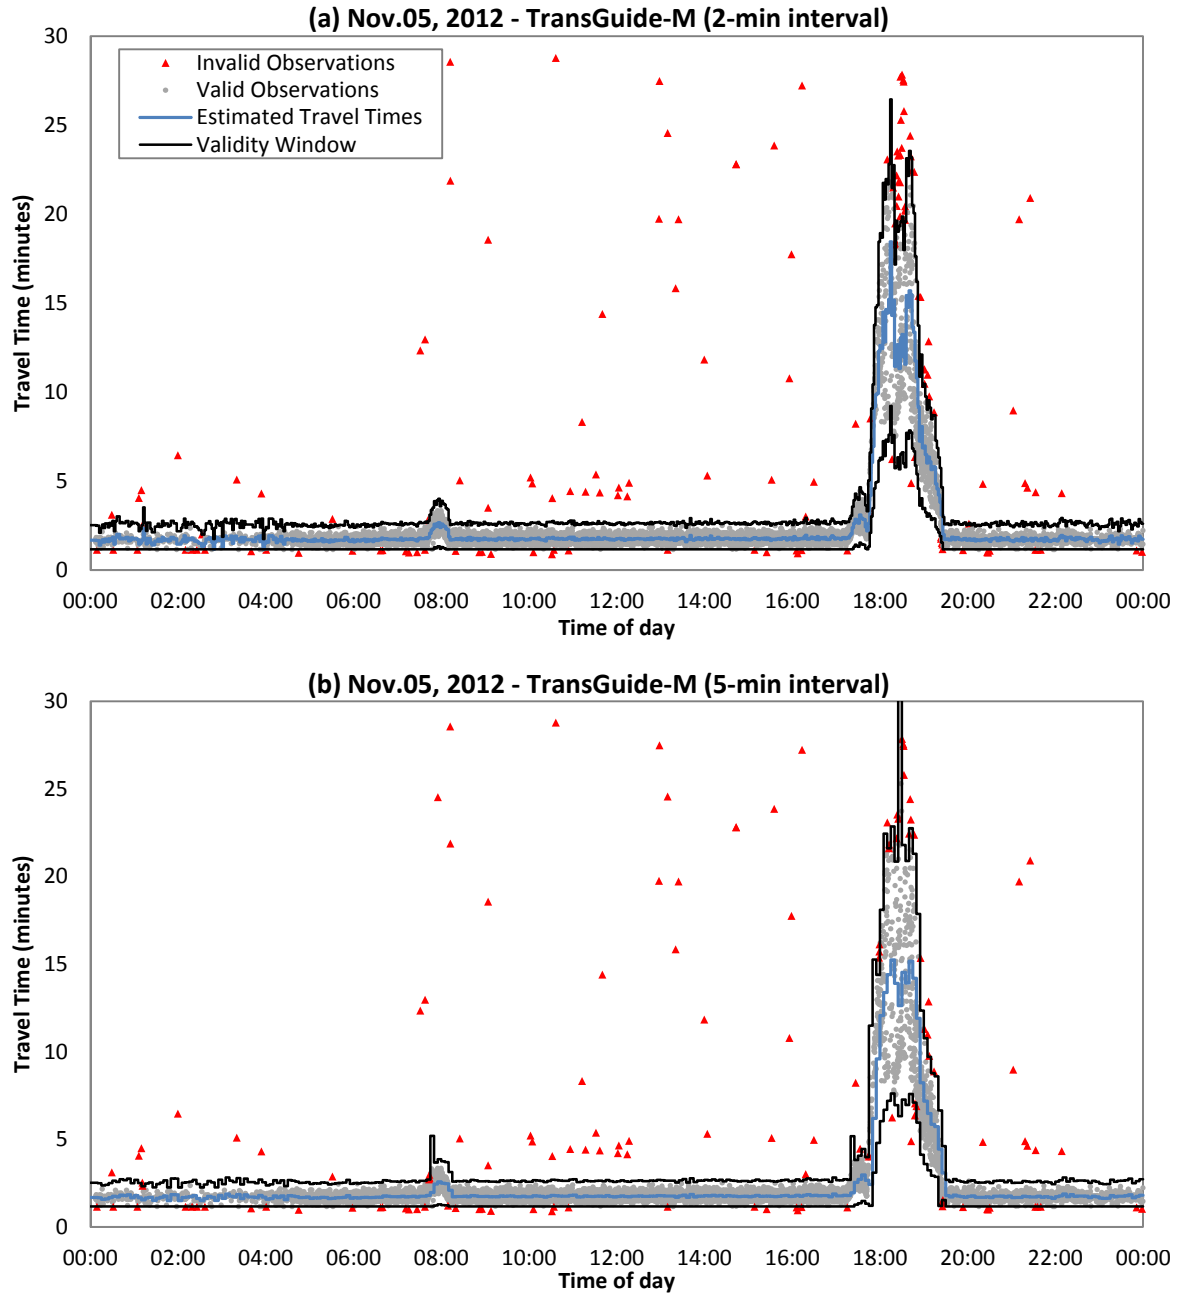 (a) Nov.05, 2012 - TransGuide-M (2-min interval)
30
25
20
15
10
5
0
Travel Time (minutes)
Invalid Observations
Valid Observations
Estimated Travel Times
Validity Window
00:00 02:00 04:00 06:00 08:00 10:00 12:00 14:00 16:00 18:00 20:00 22:00 00:00
Time of day
(b) Nov.05, 2012 - TransGuide-M (5-min interval)
30
25
20
15
10
5
0
Travel Time (minutes)
00:00 02:00 04:00 06:00 08:00 10:00 12:00 14:00 16:00 18:00 20:00 22:00 00:00
Time of day